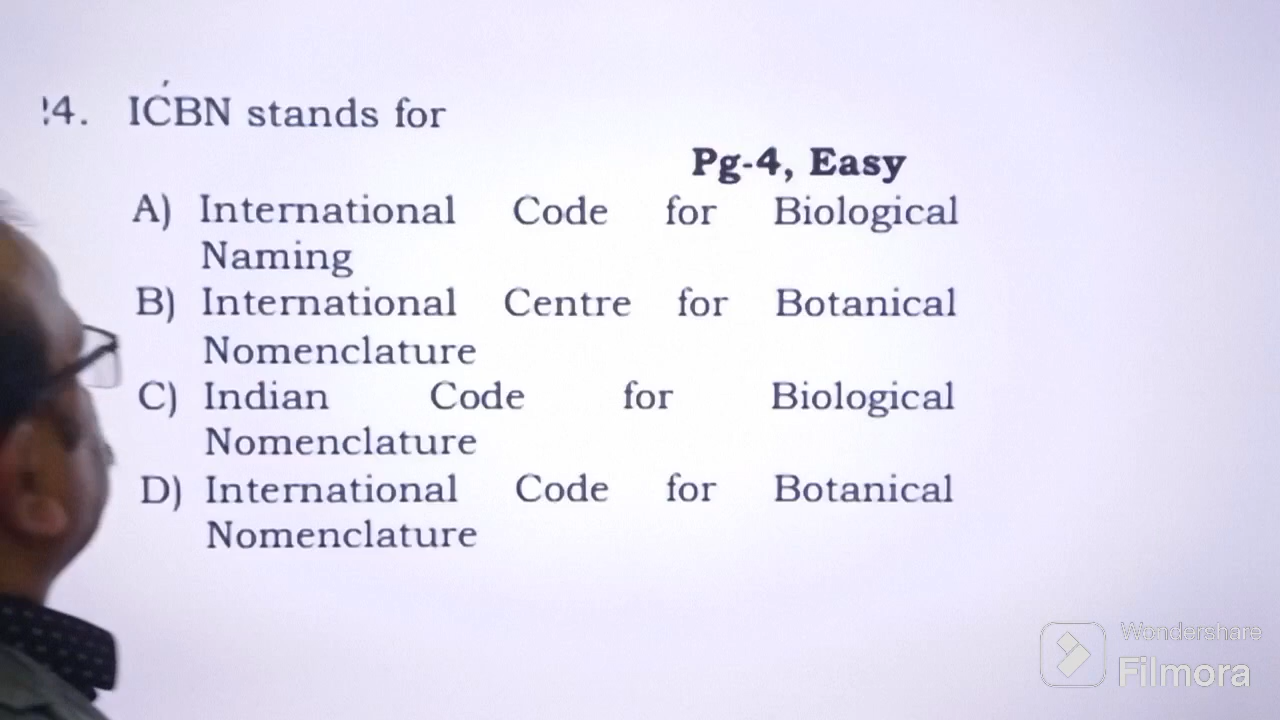 !4. ICBN stands for
Pg-4, Easy
A) International Code for Biological
Naming
B) International Centre for Botanical
Nomenclature
C) Indian Code for Biological
Nomenclature
D) International Code for Botanical
Nomenclature
Wondershare
Filmora